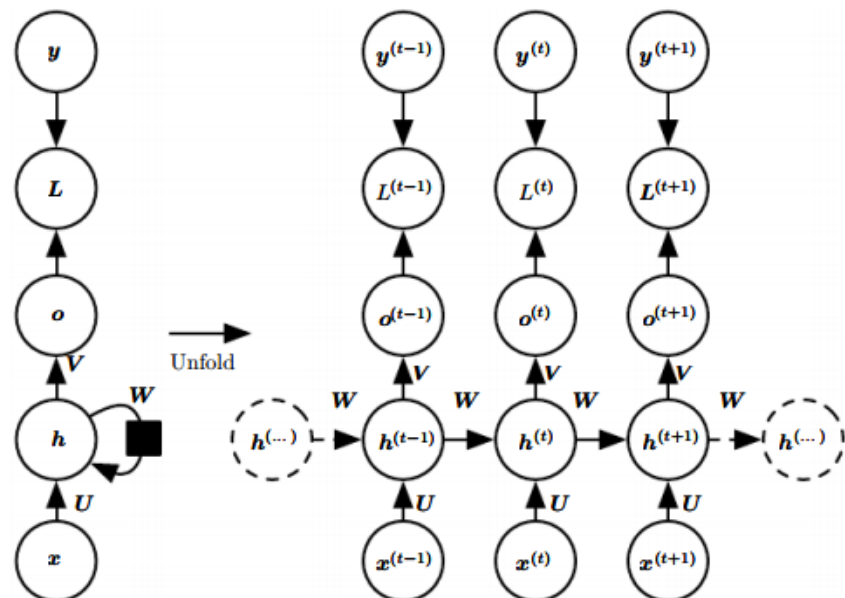 y y^(t−1) y^(t) y^(t+1)
L L^(t−1) L^(t) L^(t+1)
o o^(t−1) o^(t) o^(t+1)
Unfold
V V V V
W W W W W
h h^(...) h^(t−1) h^(t) h^(t+1) h^(...)
U U U U
x x^(t−1) x^(t) x^(t+1)